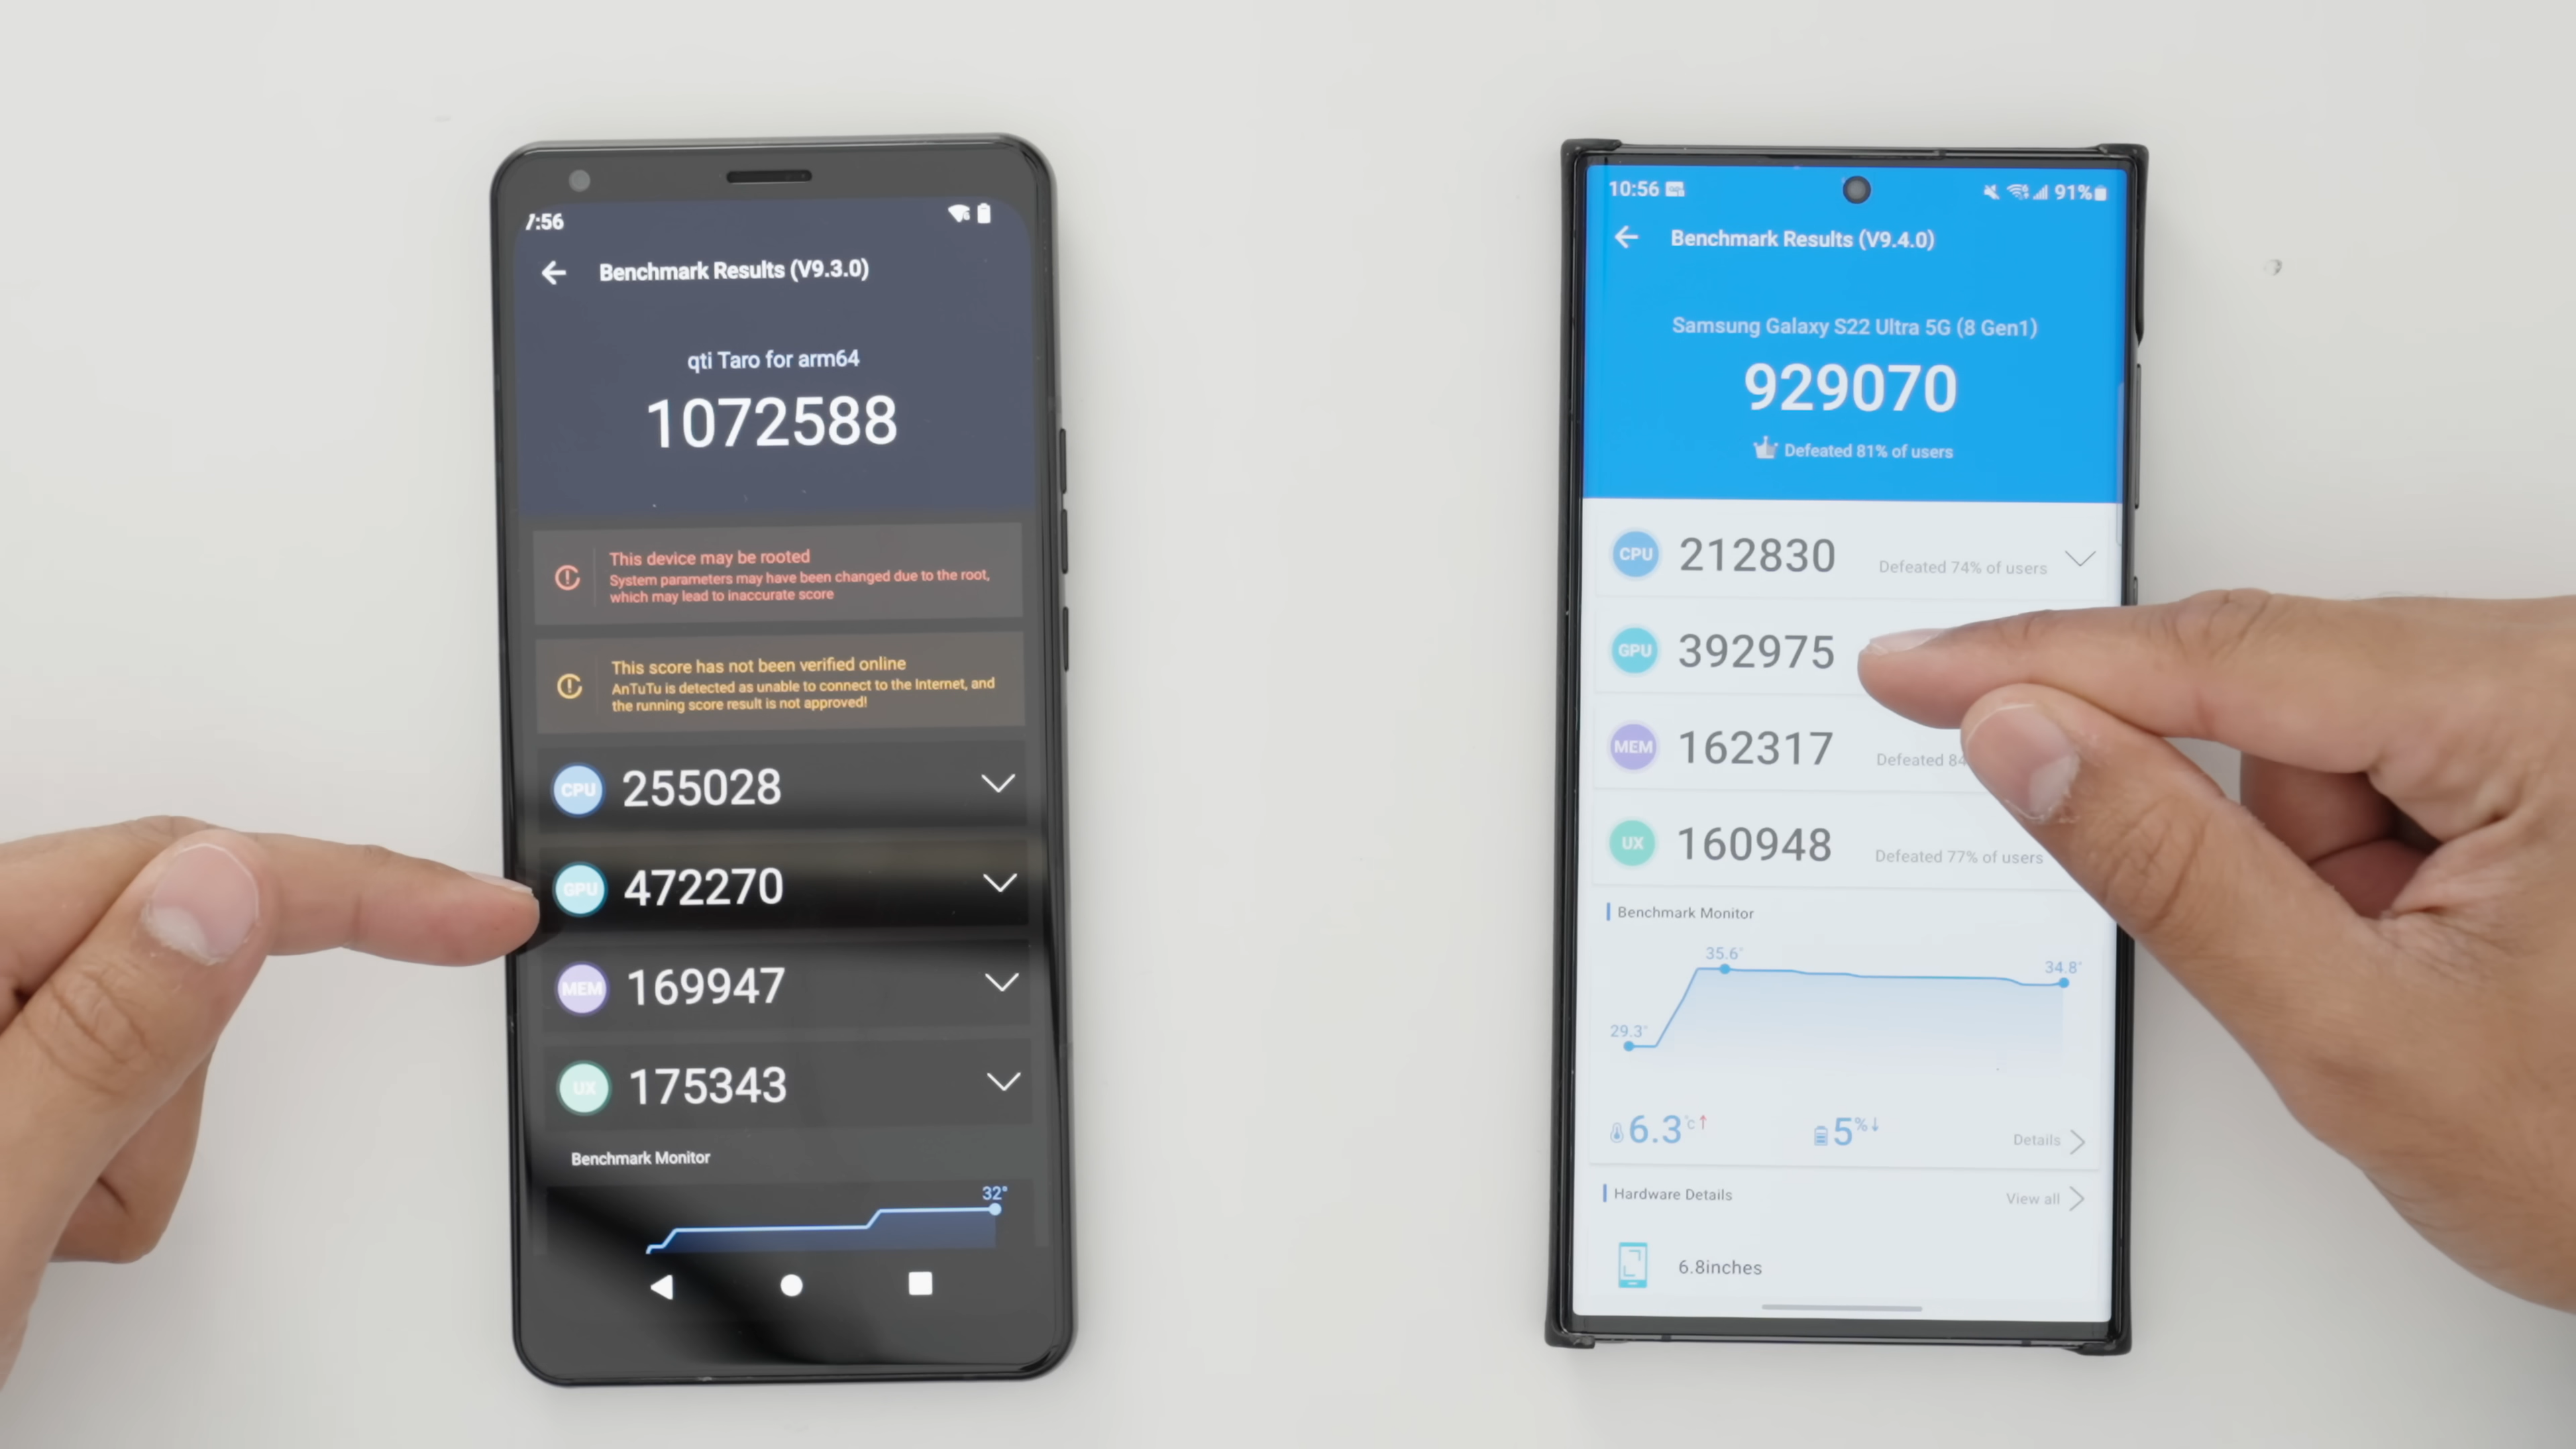 :56
Benchmark Results (V9.3.0)
qti Taro for arm64
1072588
This device may be rooted
System parameters may have been changed due to the root,
which may lead to inaccurate score
This score has not been verified online
AnTuTu is detected as unable to connect to the Internet, and
the running score result is not approved!
CPU 255028
GPU 472270
MEM 169947
UX 175343
Benchmark Monitor
32°
10:56 91%
Benchmark Results (V9.4.0)
Samsung Galaxy S22 Ultra 5G (8 Gen1)
929070
Defeated 81% of users
CPU 212830 Defeated 74% of users
GPU 392975
MEM 162317 Defeated 84
UX 160948 Defeated 77% of users
Benchmark Monitor
35.6°
34.8°
29.3°
6.3°C↑ 5%↓ Details
Hardware Details View all
6.8inches